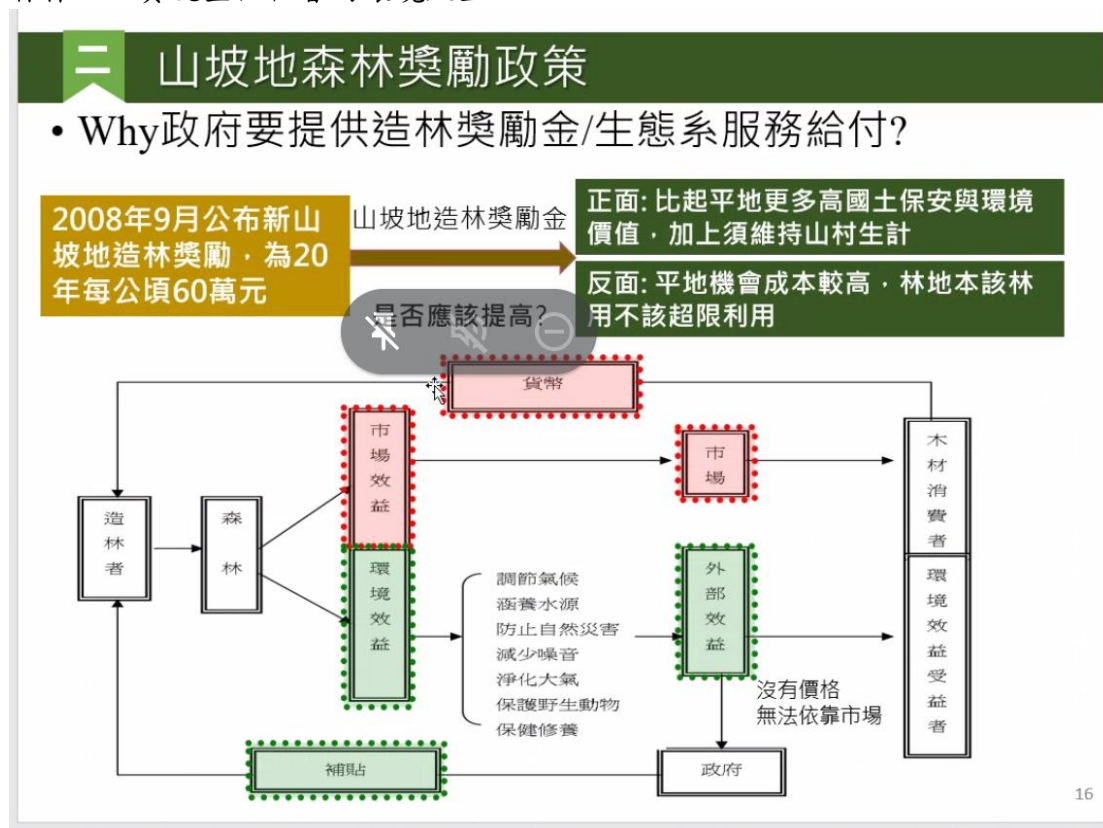 二 山坡地森林獎勵政策
• Why政府要提供造林獎勵金/生態系服務給付?
2008年9月公布新山
坡地造林獎勵，為20
年每公頃60萬元
山坡地造林獎勵金
是否應該提高?
正面: 比起平地更多高國土保安與環境
價值，加上須維持山村生計
反面: 平地機會成本較高，林地本該林
用不該超限利用
貨幣
市場效益
市場
木材消費者
造林者
森林
環境效益
調節氣候
涵養水源
防止自然災害
減少噪音
淨化大氣
保護野生動物
保健修養
外部效益
環境效益受益者
沒有價格
無法依靠市場
補貼
政府
16